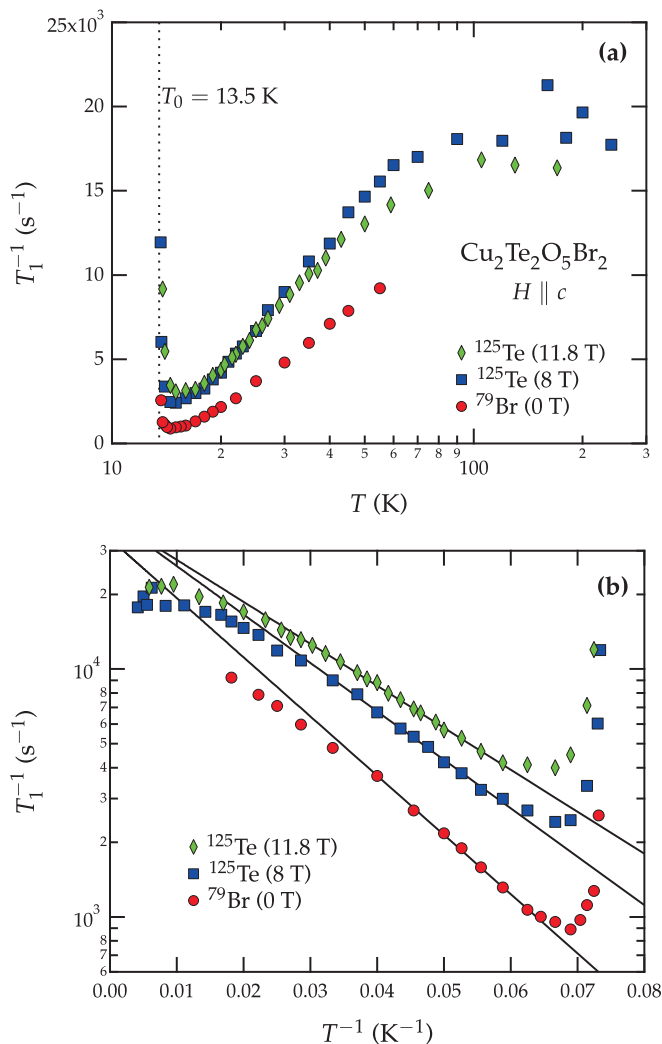 25x10³
(a)
T₀ = 13.5 K
20
15
10
5
0
T₁⁻¹ (s⁻¹)
Cu₂Te₂O₅Br₂
H ∥ c
¹²⁵Te (11.8 T)
¹²⁵Te (8 T)
⁷⁹Br (0 T)
10 2 3 4 5 6 7 8 9 100 2 3
T (K)
3
(b)
2
10⁴
8
6
5
4
3
2
10³
8
6
T₁⁻¹ (s⁻¹)
¹²⁵Te (11.8 T)
¹²⁵Te (8 T)
⁷⁹Br (0 T)
0.00 0.01 0.02 0.03 0.04 0.05 0.06 0.07 0.08
T⁻¹ (K⁻¹)